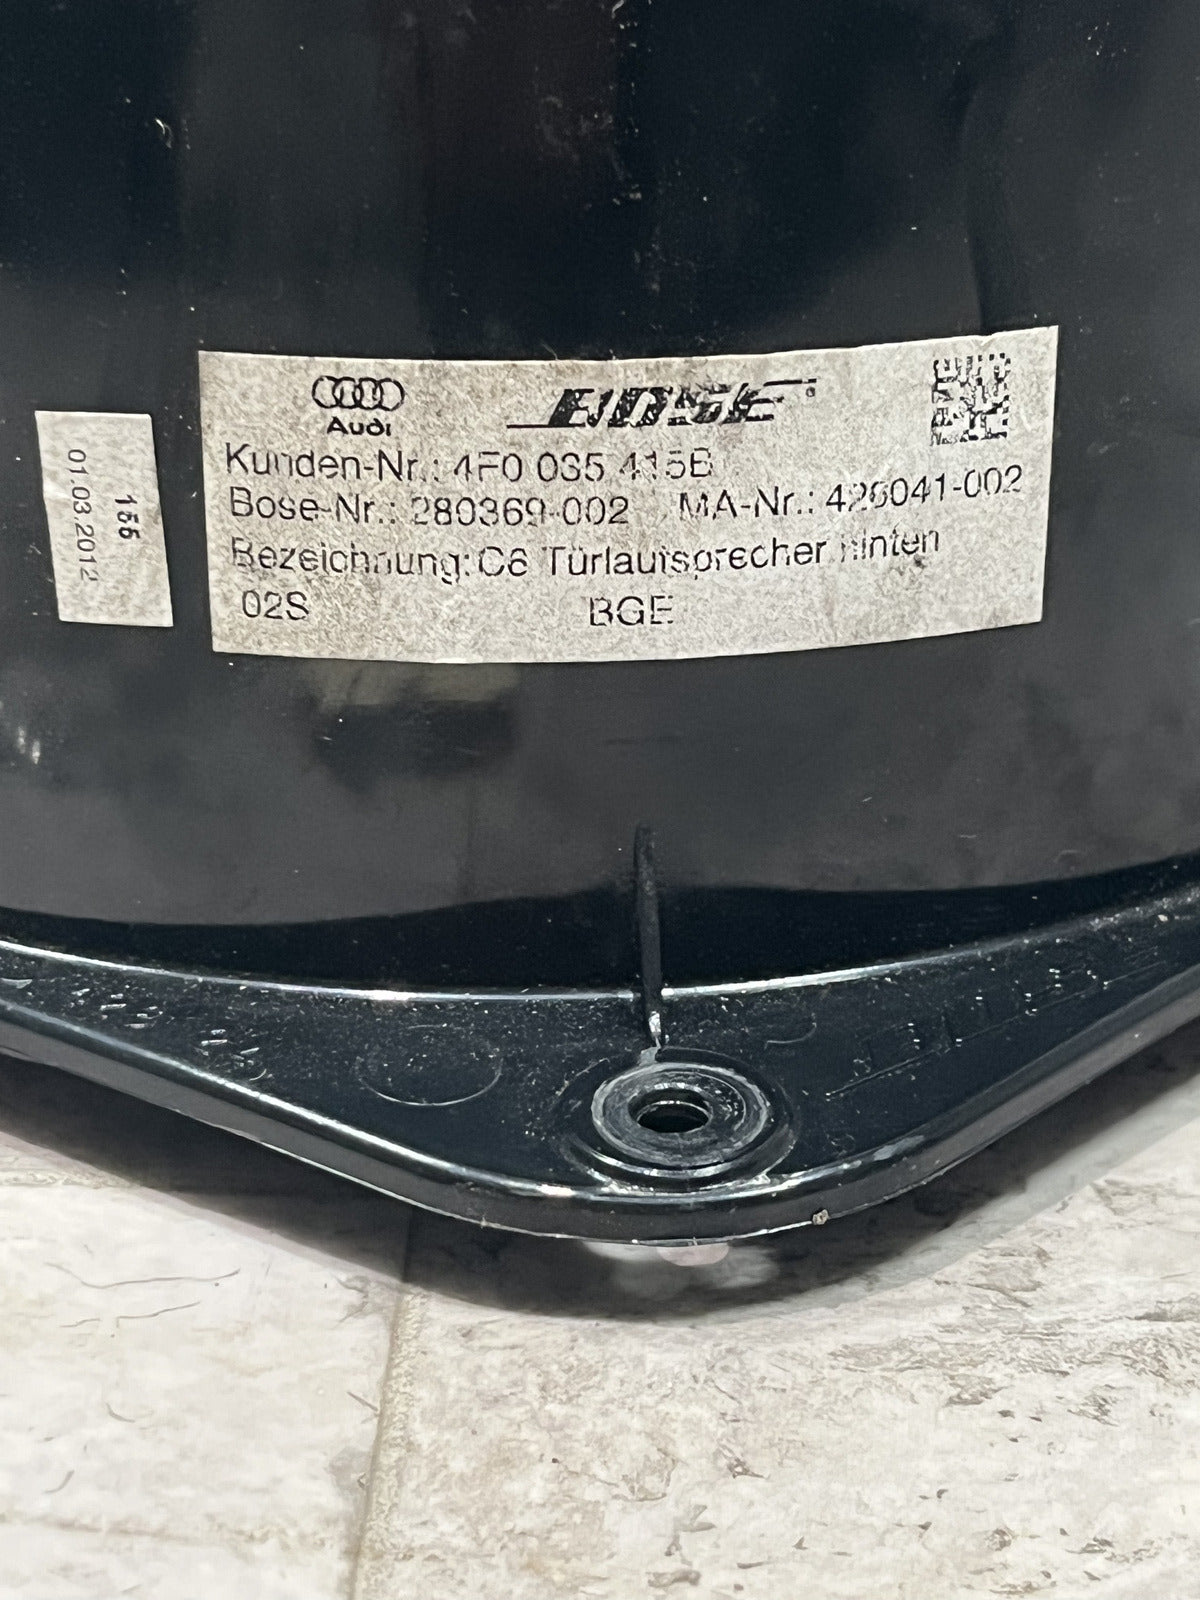 Audi
BOSE
Kunden-Nr.: 4F0 035 415B
Bose-Nr.: 280369-002 MA-Nr.: 426041-002
Bezeichnung: C6 Türlautsprecher hinten
02S BGE
01.03.2012